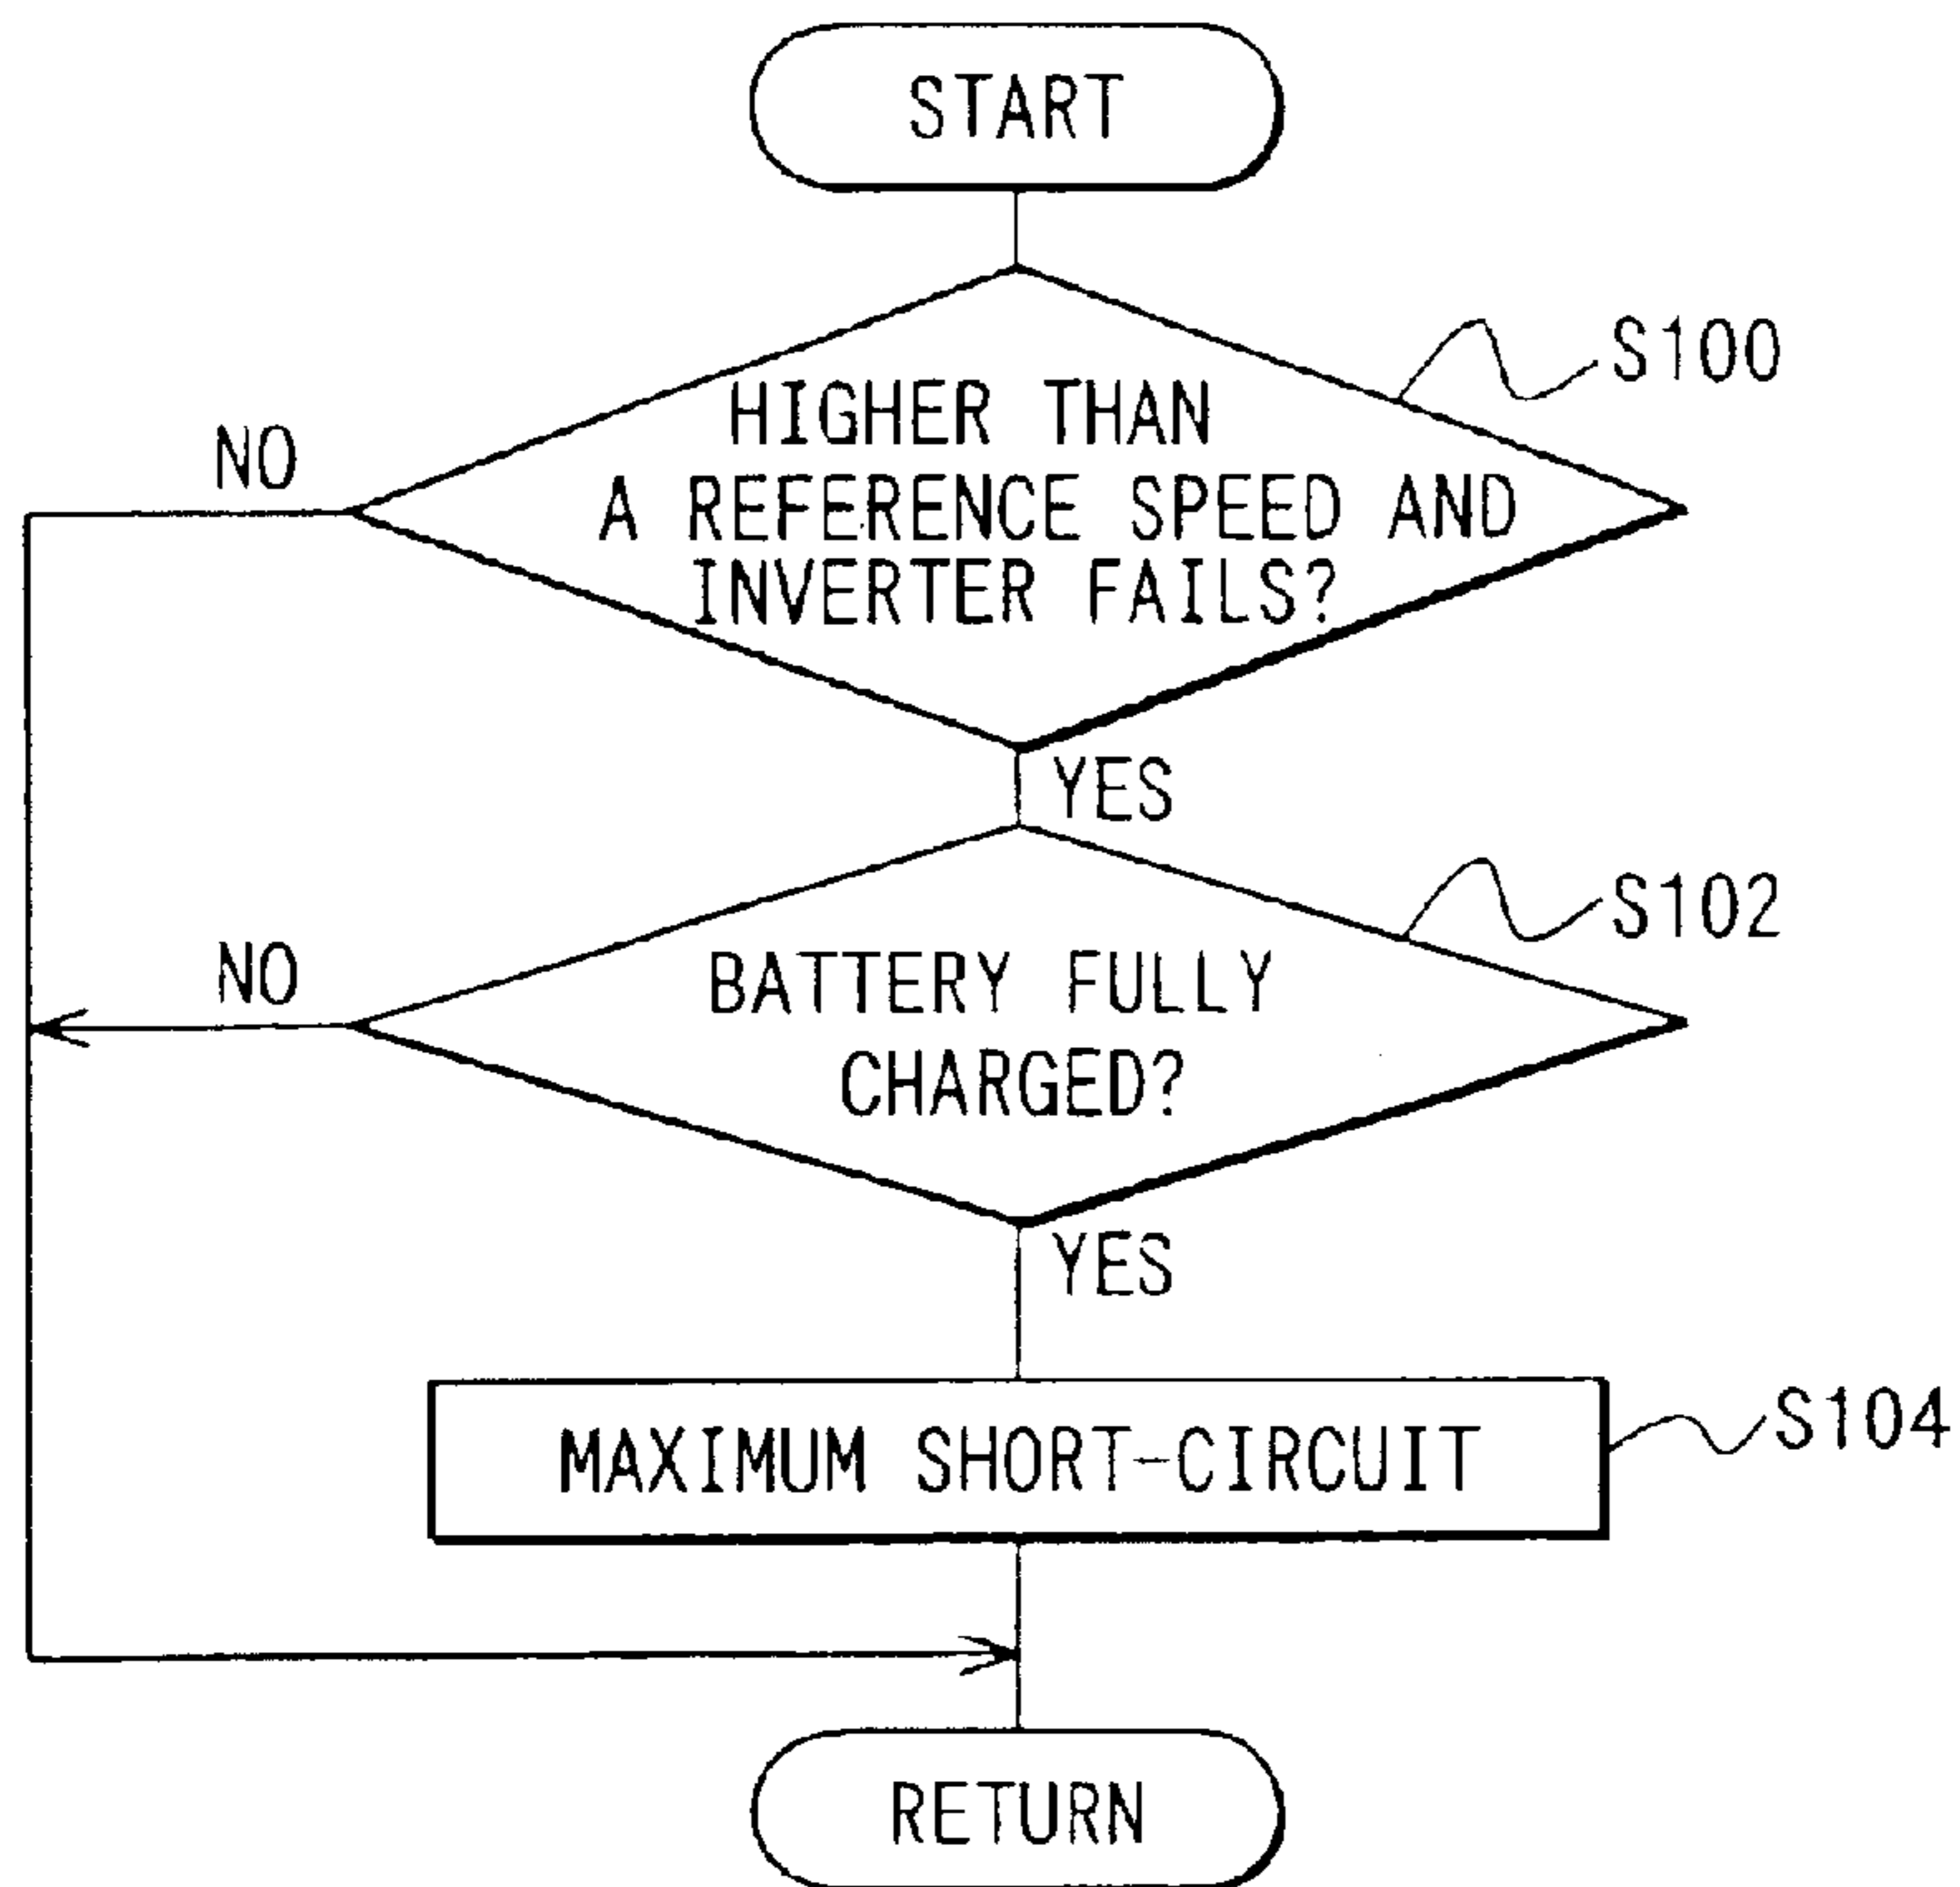 START
S100
HIGHER THAN
A REFERENCE SPEED AND
INVERTER FAILS?
NO
YES
S102
BATTERY FULLY
CHARGED?
NO
YES
MAXIMUM SHORT-CIRCUIT
S104
RETURN